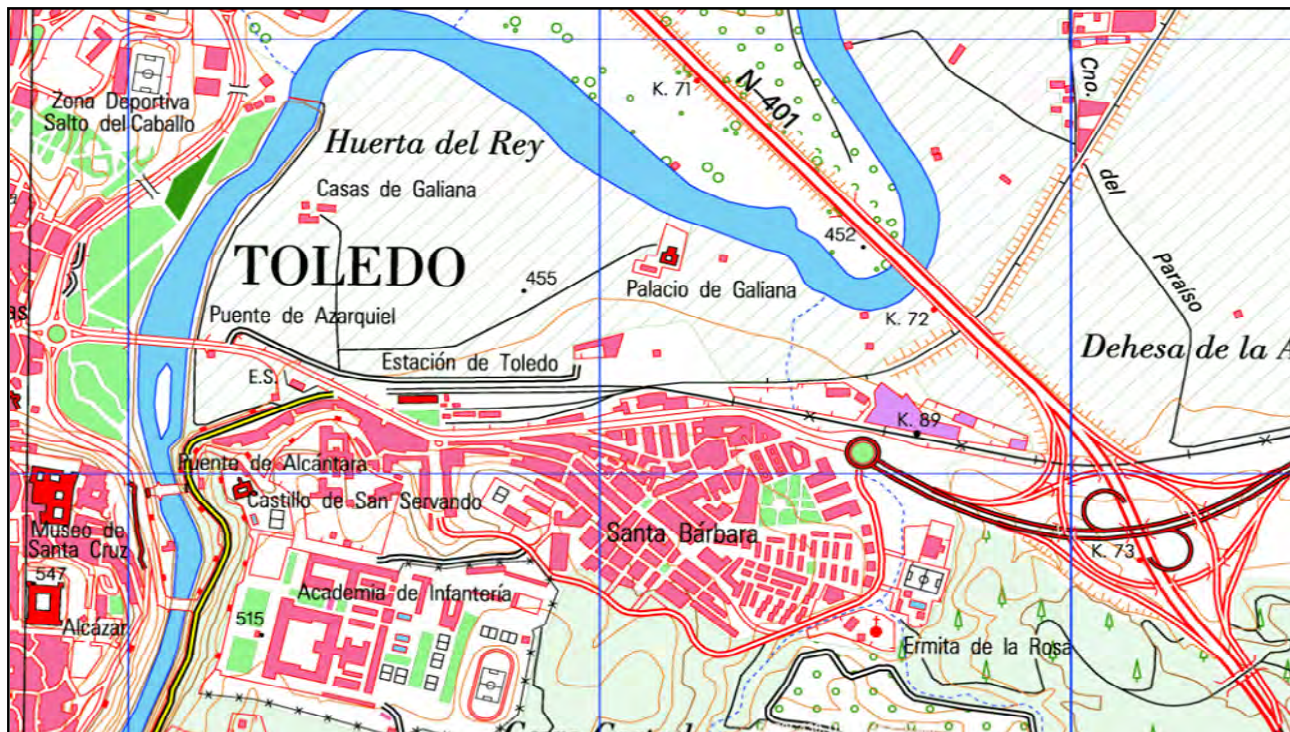 Zona Deportiva
Salto del Caballo
Huerta del Rey
Casas de Galiana
TOLEDO
Puente de Azarquiel
455
Palacio de Galiana
Estación de Toledo
E.S.
K. 71
N-401
452
K. 72
Cno.
del
Paraíso
Dehesa de la A
as
K. 89
Puente de Alcántara
Castillo de San Servando
Museo de
Santa Cruz
547
Alcázar
515
Academia de Infantería
Santa Bárbara
K. 73
Ermita de la Rosa